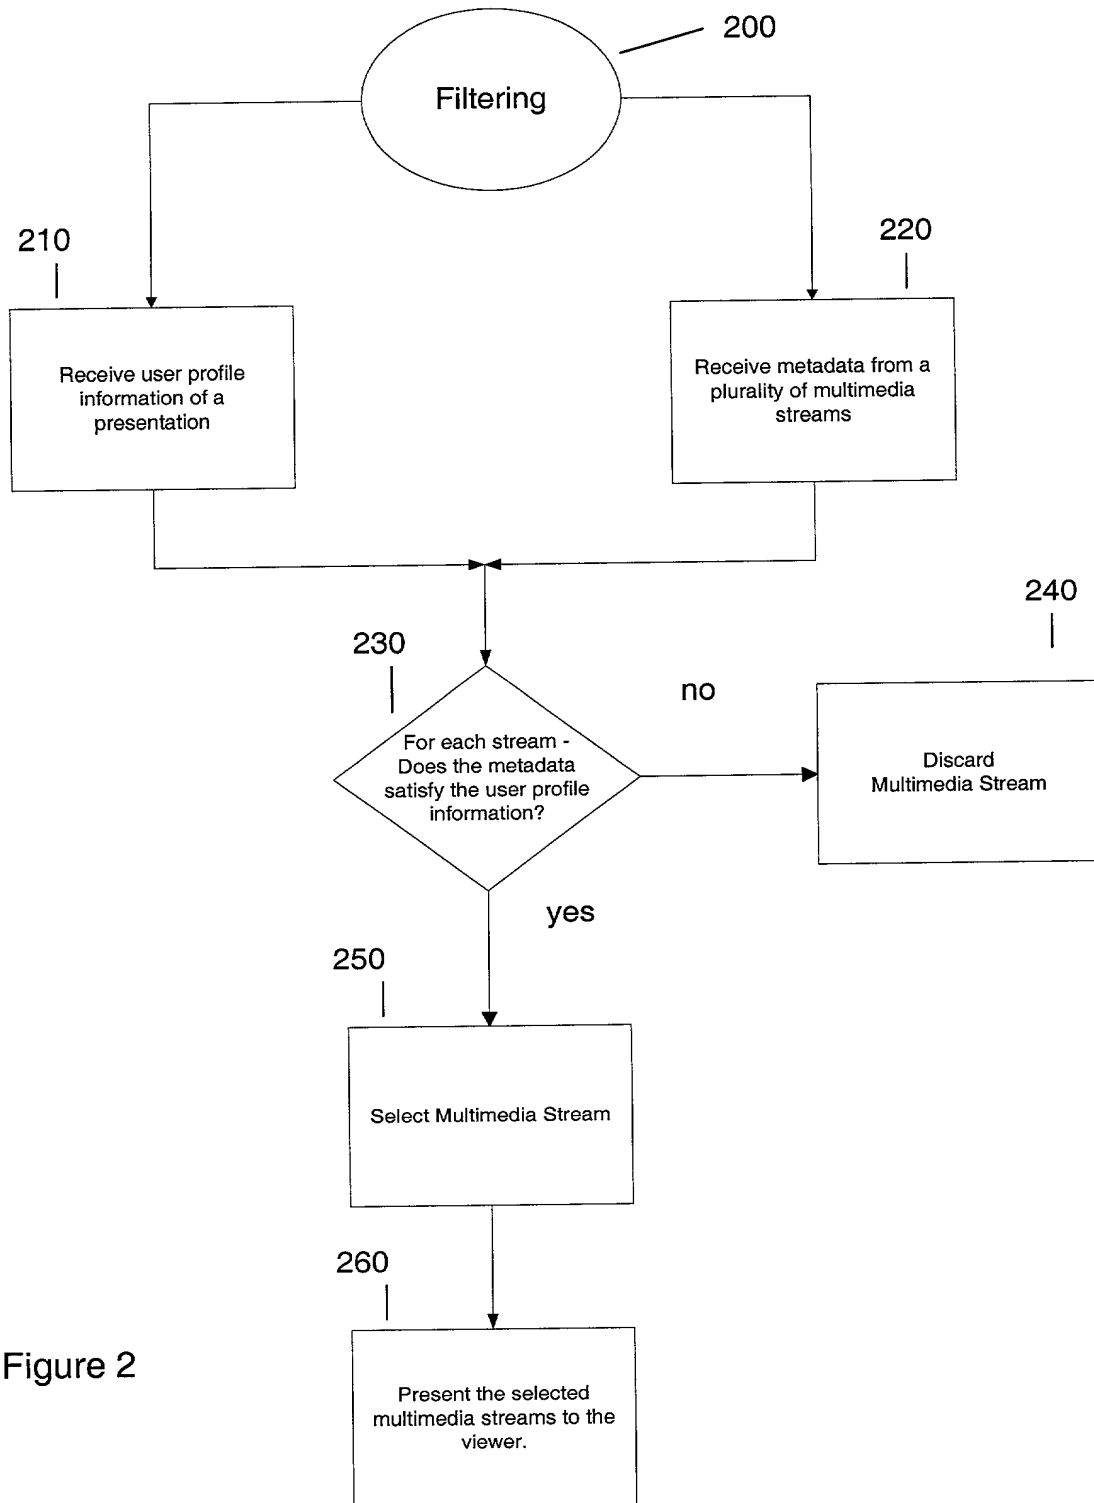 200
Filtering
210
220
Receive user profile
information of a
presentation
Receive metadata from a
plurality of multimedia
streams
240
230
no
For each stream -
Does the metadata
satisfy the user profile
information?
Discard
Multimedia Stream
yes
250
Select Multimedia Stream
260
Figure 2
Present the selected
multimedia streams to the
viewer.